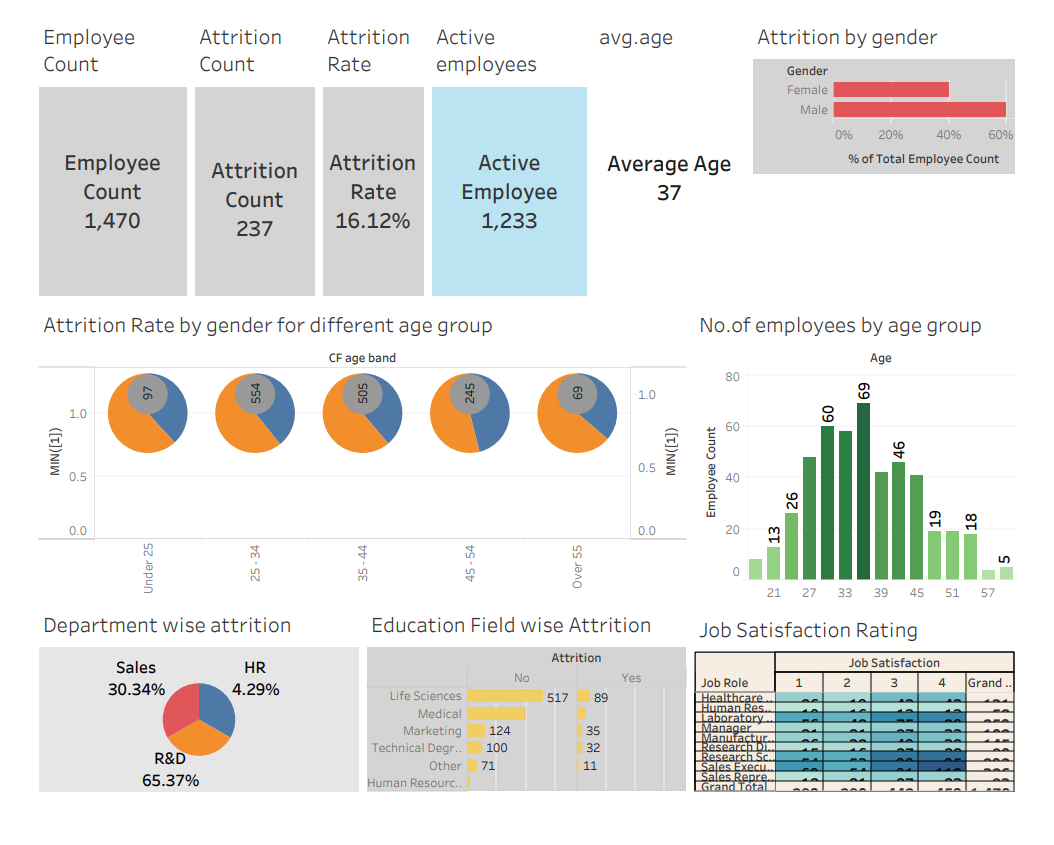 Employee
Count
Attrition
Count
Attrition
Rate
Active
employees
avg.age
Attrition by gender
Employee
Count
1,470
Attrition
Count
237
Attrition
Rate
16.12%
Active
Employee
1,233
Average Age
37
Gender
Female
Male
0% 20% 40% 60%
% of Total Employee Count
Attrition Rate by gender for different age group
CF age band
97 554 505 245 69
MIN([1])
1.0
0.5
0.0
1.0
0.5
0.0
MIN([1])
Under 25
25 - 34
35 - 44
45 - 54
Over 55
No.of employees by age group
Age
Employee Count
80
60
40
20
0
13 26 60 69 46 19 18 5
21 27 33 39 45 51 57
Department wise attrition
Sales
30.34%
HR
4.29%
R&D
65.37%
Education Field wise Attrition
Attrition
No Yes
Life Sciences 517 89
Medical
Marketing 124 35
Technical Degr.. 100 32
Other 71 11
Human Resourc..
Job Satisfaction Rating
Job Satisfaction
Job Role 1 2 3 4 Grand ..
Healthcare ..
Human Res..
Laboratory ..
Manager
Manufactur..
Research Di..
Research Sc..
Sales Execu..
Sales Repre..
Grand Total